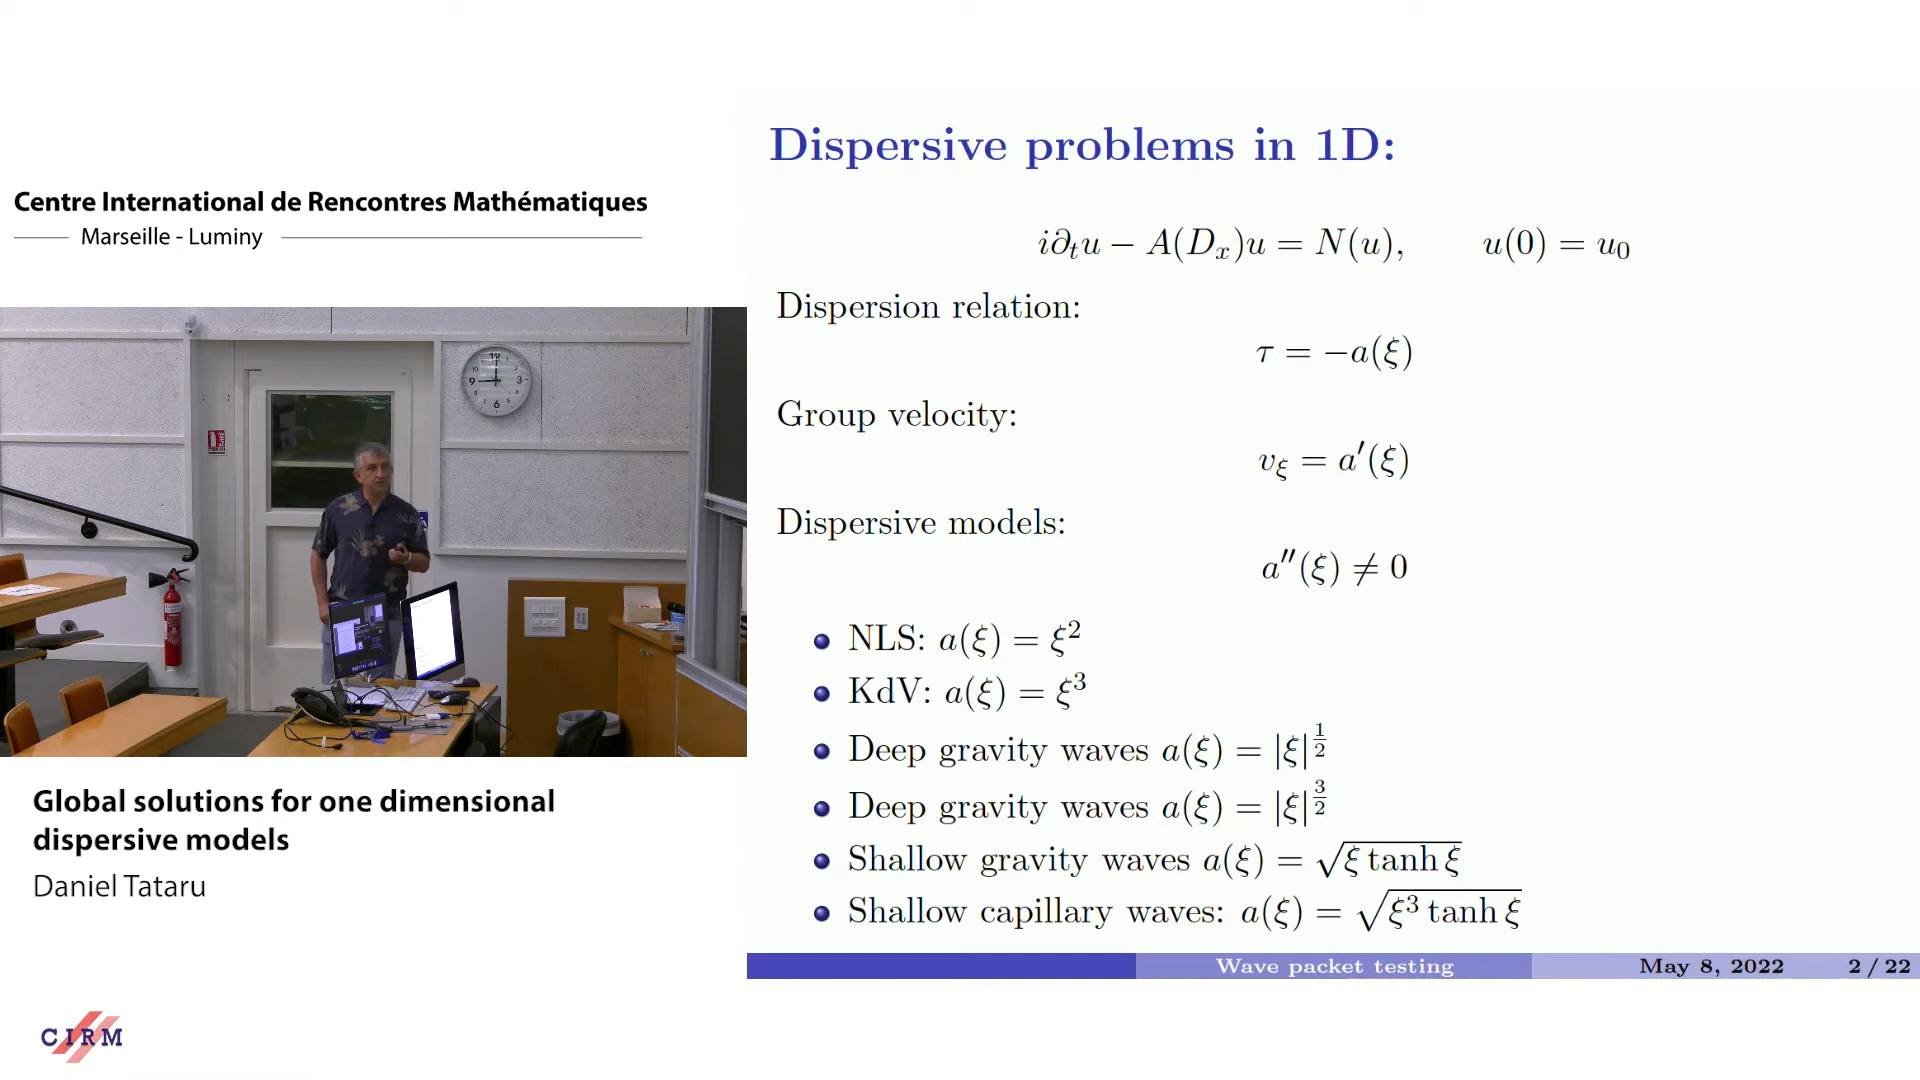 Centre International de Rencontres Mathématiques
Marseille - Luminy
Global solutions for one dimensional
dispersive models
Daniel Tataru
CIRM
Dispersive problems in 1D:
i∂ₜu − A(Dₓ)u = N(u), u(0) = u₀
Dispersion relation:
τ = −a(ξ)
Group velocity:
v_ξ = a′(ξ)
Dispersive models:
a″(ξ) ≠ 0
• NLS: a(ξ) = ξ²
• KdV: a(ξ) = ξ³
• Deep gravity waves a(ξ) = |ξ|^{1/2}
• Deep gravity waves a(ξ) = |ξ|^{3/2}
• Shallow gravity waves a(ξ) = √(ξ tanh ξ)
• Shallow capillary waves: a(ξ) = √(ξ³ tanh ξ)
Wave packet testing May 8, 2022 2 / 22